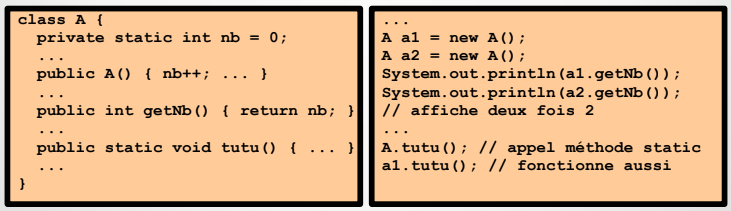 class A {
private static int nb = 0;
...
public A() { nb++; ... }
...
public int getNb() { return nb; }
...
public static void tutu() { ... }
...
}
...
A a1 = new A();
A a2 = new A();
System.out.println(a1.getNb());
System.out.println(a2.getNb());
// affiche deux fois 2
...
A.tutu(); // appel méthode static
a1.tutu(); // fonctionne aussi